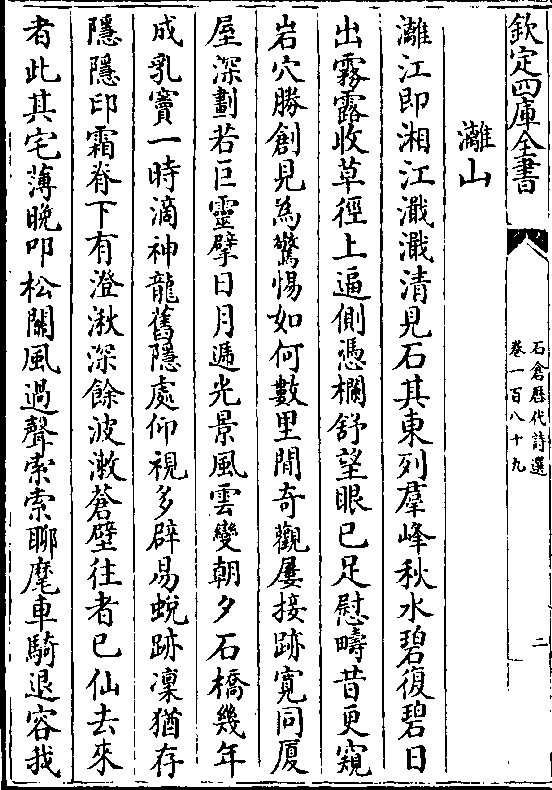 欽定四庫全書
石倉歷代詩選
卷一百八十九
二
灕山
灕江即湘江濺濺清見石其東列羣峰秋水碧復碧日
出霧露收草徑上逼側憑欄舒望眼已足慰疇昔更窺
岩穴勝創見為驚惕如何數里間奇觀屢接跡寛同厦
屋深劃若巨靈擘日月遞光景風雲變朝夕石橋幾年
成乳竇一時滴神龍舊隱處仰視多辟易蛻跡凜猶存
隱隱印霜脊下有澄湫深餘波漱蒼壁往者已仙去來
者此其宅薄晚叩松關風過聲索索聊麾車騎退容我